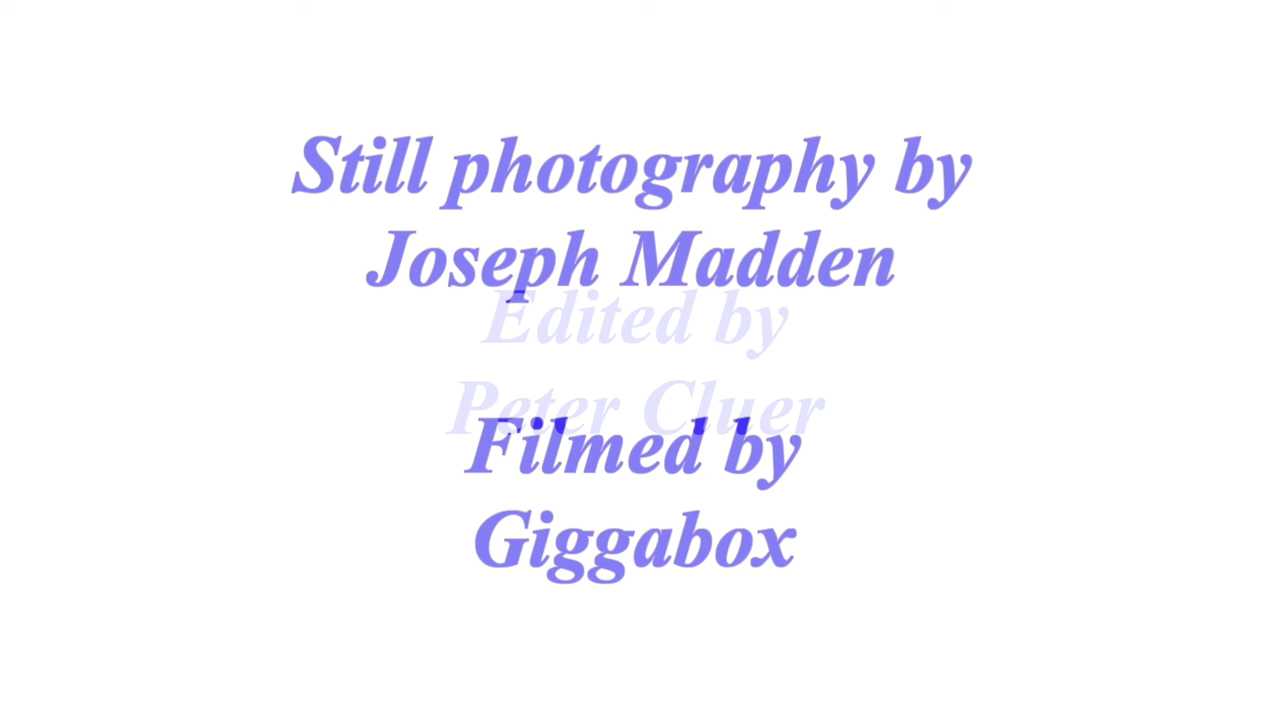 Still photography by
Joseph Madden
Edited by
Peter Cluer
Filmed by
Giggabox